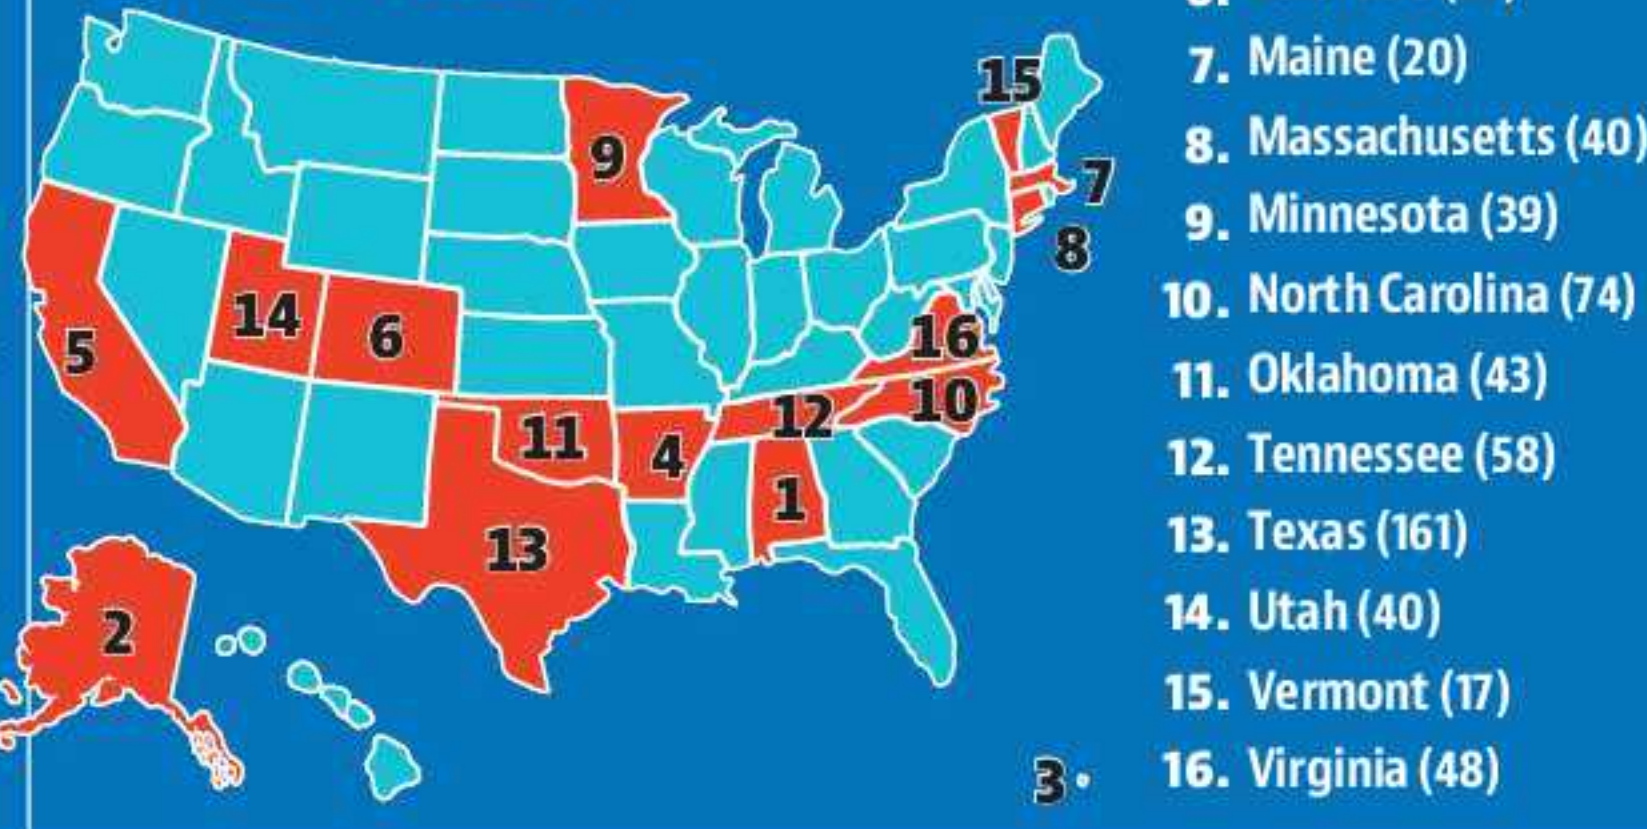 7. Maine (20)
8. Massachusetts (40)
9. Minnesota (39)
10. North Carolina (74)
11. Oklahoma (43)
12. Tennessee (58)
13. Texas (161)
14. Utah (40)
15. Vermont (17)
16. Virginia (48)
15
9
7
8
14
6
5
16
10
12
11
4
1
13
2
3